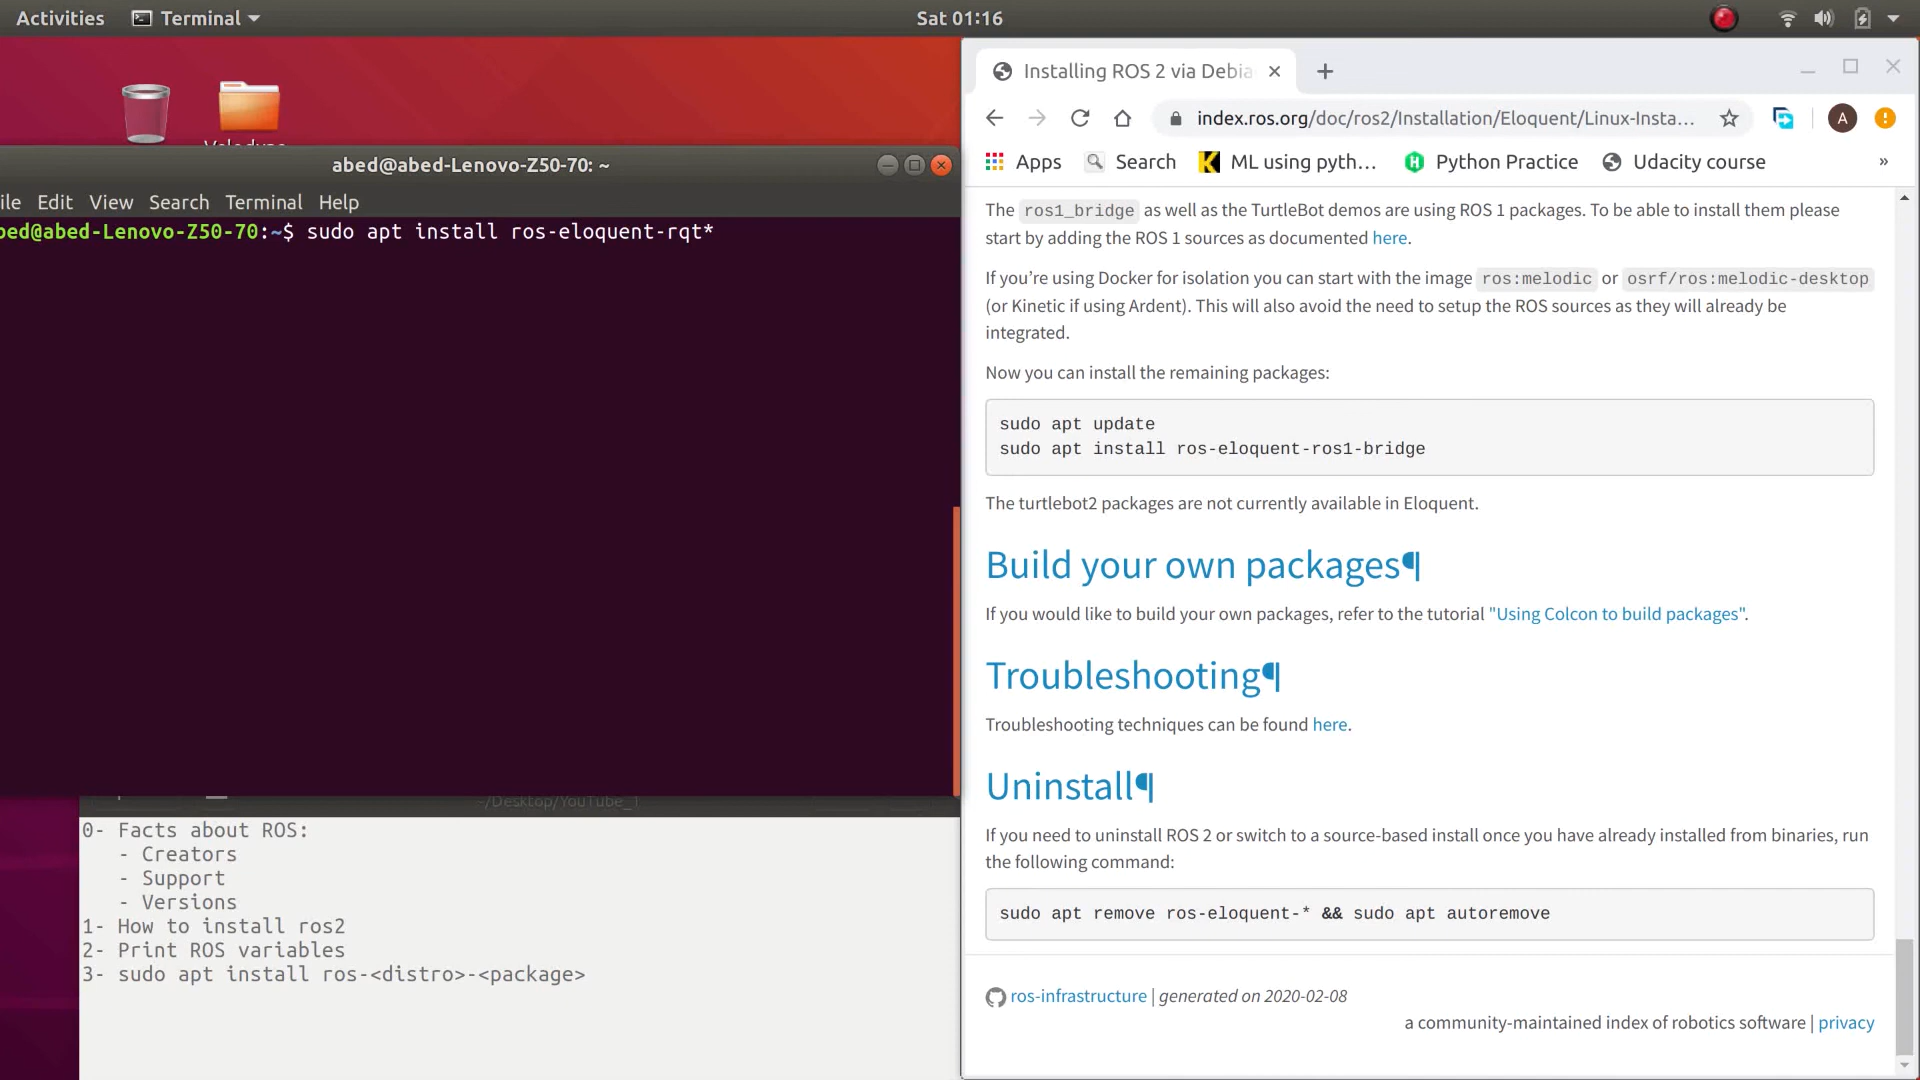 Activities
Terminal
Sat 01:16
abed@abed-Lenovo-Z50-70: ~
ile Edit View Search Terminal Help
bed@abed-Lenovo-Z50-70:~$ sudo apt install ros-eloquent-rqt*
~/Desktop/YouTube_1
0- Facts about ROS:
- Creators
- Support
- Versions
1- How to install ros2
2- Print ROS variables
3- sudo apt install ros-<distro>-<package>
Installing ROS 2 via Debia
index.ros.org/doc/ros2/Installation/Eloquent/Linux-Insta...
A
Apps Search ML using pyth... Python Practice Udacity course »
The ros1_bridge as well as the TurtleBot demos are using ROS 1 packages. To be able to install them please
start by adding the ROS 1 sources as documented here.
If you’re using Docker for isolation you can start with the image ros:melodic or osrf/ros:melodic-desktop
(or Kinetic if using Ardent). This will also avoid the need to setup the ROS sources as they will already be
integrated.
Now you can install the remaining packages:
sudo apt update
sudo apt install ros-eloquent-ros1-bridge
The turtlebot2 packages are not currently available in Eloquent.
Build your own packages¶
If you would like to build your own packages, refer to the tutorial "Using Colcon to build packages".
Troubleshooting¶
Troubleshooting techniques can be found here.
Uninstall¶
If you need to uninstall ROS 2 or switch to a source-based install once you have already installed from binaries, run
the following command:
sudo apt remove ros-eloquent-* && sudo apt autoremove
ros-infrastructure | generated on 2020-02-08
a community-maintained index of robotics software | privacy